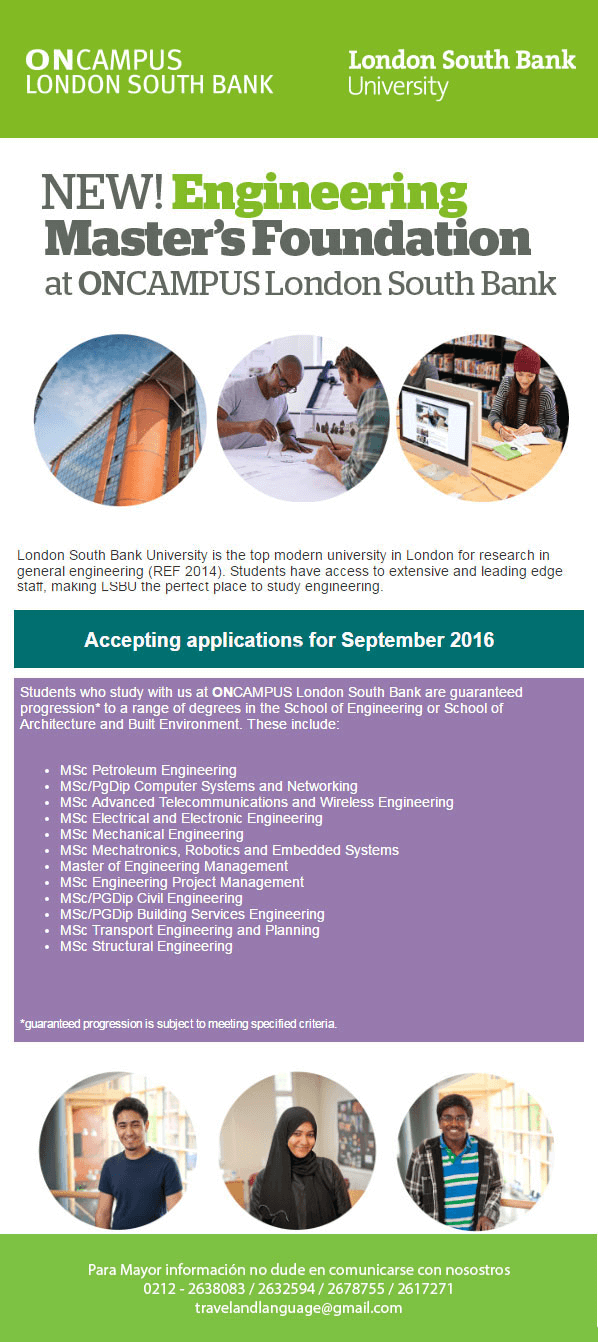 ONCAMPUS
LONDON SOUTH BANK
London South Bank
University
NEW! Engineering
Master's Foundation
at ONCAMPUS London South Bank
London South Bank University is the top modern university in London for research in
general engineering (REF 2014). Students have access to extensive and leading edge
staff, making LSBU the perfect place to study engineering.
Accepting applications for September 2016
Students who study with us at ONCAMPUS London South Bank are guaranteed
progression* to a range of degrees in the School of Engineering or School of
Architecture and Built Environment. These include:
• MSc Petroleum Engineering
• MSc/PgDip Computer Systems and Networking
• MSc Advanced Telecommunications and Wireless Engineering
• MSc Electrical and Electronic Engineering
• MSc Mechanical Engineering
• MSc Mechatronics, Robotics and Embedded Systems
• Master of Engineering Management
• MSc Engineering Project Management
• MSc/PGDip Civil Engineering
• MSc/PGDip Building Services Engineering
• MSc Transport Engineering and Planning
• MSc Structural Engineering
*guaranteed progression is subject to meeting specified criteria.
Para Mayor información no dude en comunicarse con nosostros
0212 - 2638083 / 2632594 / 2678755 / 2617271
travelandlanguage@gmail.com